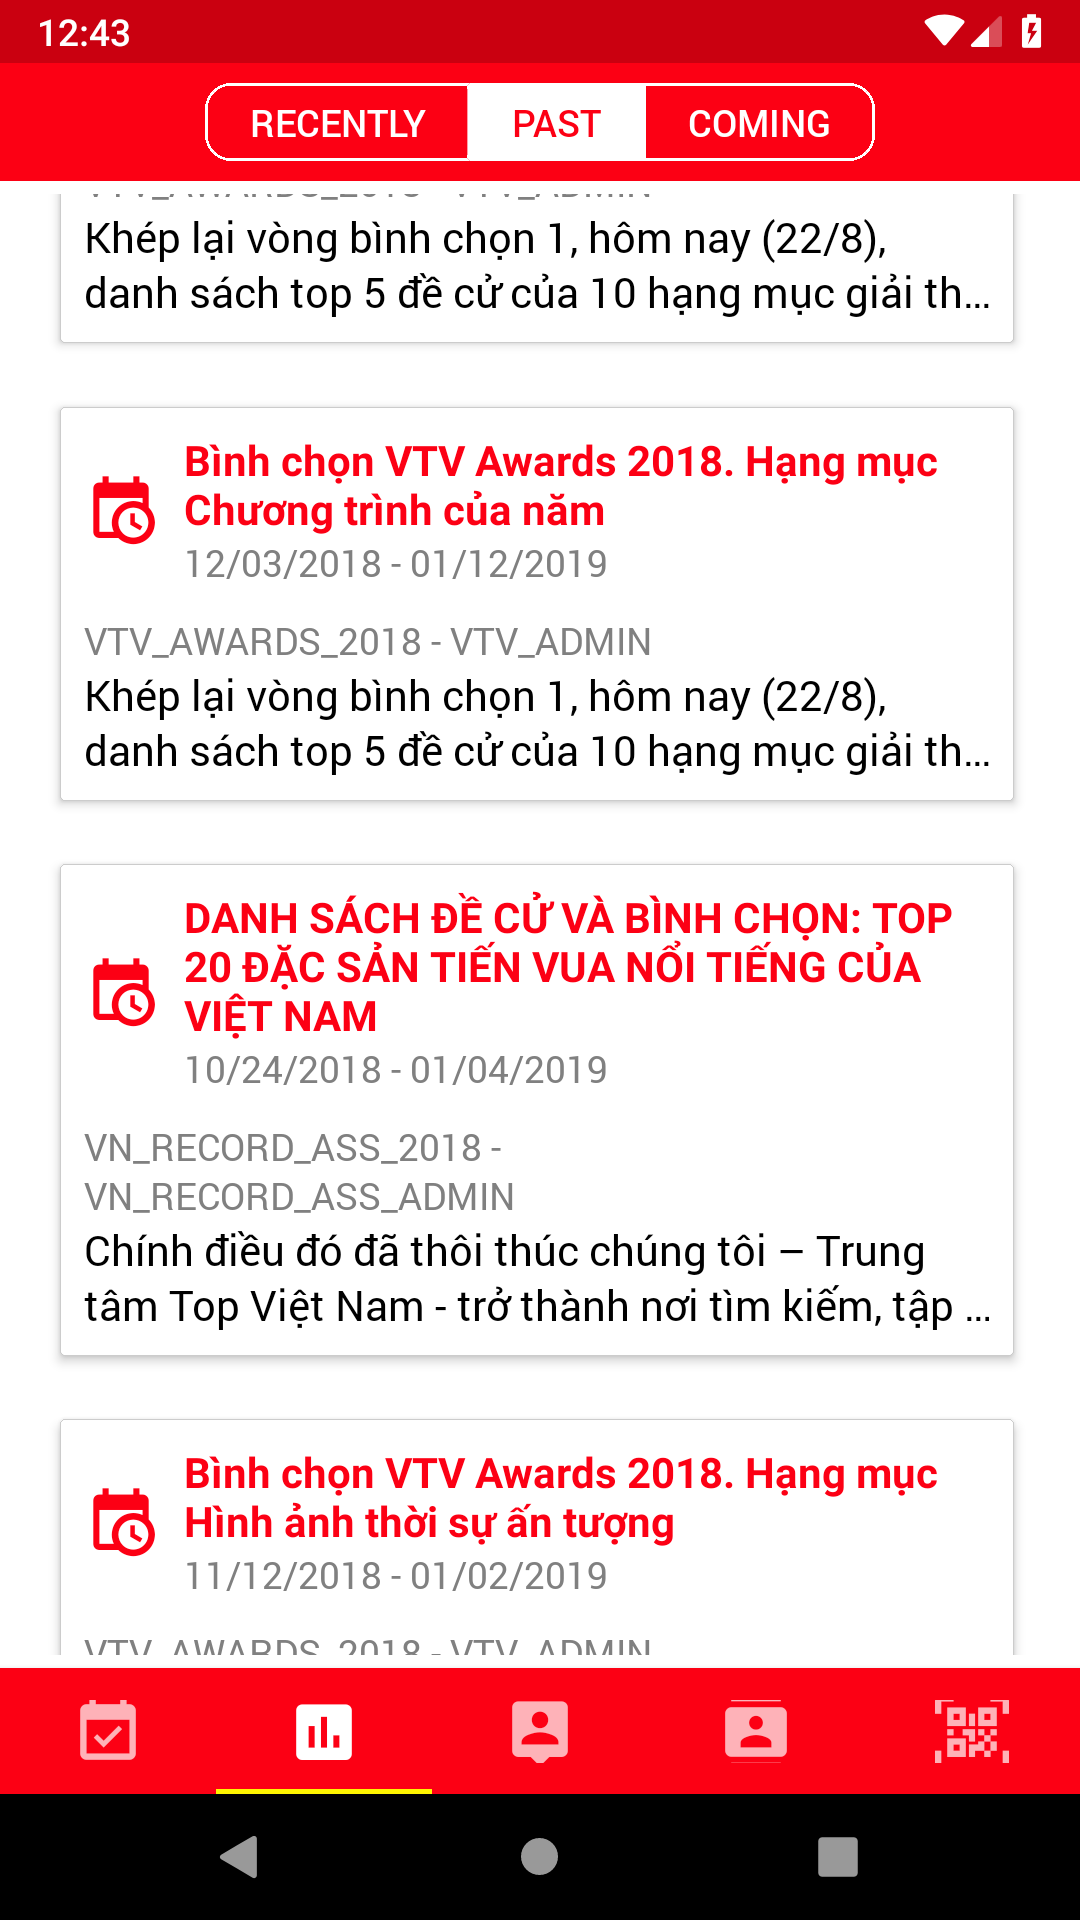 12:43
RECENTLY
PAST
COMING
VTV_AWARDS_2018 - VTV_ADMIN
Khép lại vòng bình chọn 1, hôm nay (22/8),
danh sách top 5 đề cử của 10 hạng mục giải th...
Bình chọn VTV Awards 2018. Hạng mục
Chương trình của năm
12/03/2018 - 01/12/2019
VTV_AWARDS_2018 - VTV_ADMIN
Khép lại vòng bình chọn 1, hôm nay (22/8),
danh sách top 5 đề cử của 10 hạng mục giải th...
DANH SÁCH ĐỀ CỬ VÀ BÌNH CHỌN: TOP
20 ĐẶC SẢN TIẾN VUA NỔI TIẾNG CỦA
VIỆT NAM
10/24/2018 - 01/04/2019
VN_RECORD_ASS_2018 -
VN_RECORD_ASS_ADMIN
Chính điều đó đã thôi thúc chúng tôi – Trung
tâm Top Việt Nam - trở thành nơi tìm kiếm, tập ...
Bình chọn VTV Awards 2018. Hạng mục
Hình ảnh thời sự ấn tượng
11/12/2018 - 01/02/2019
VTV_AWARDS_2018 - VTV_ADMIN